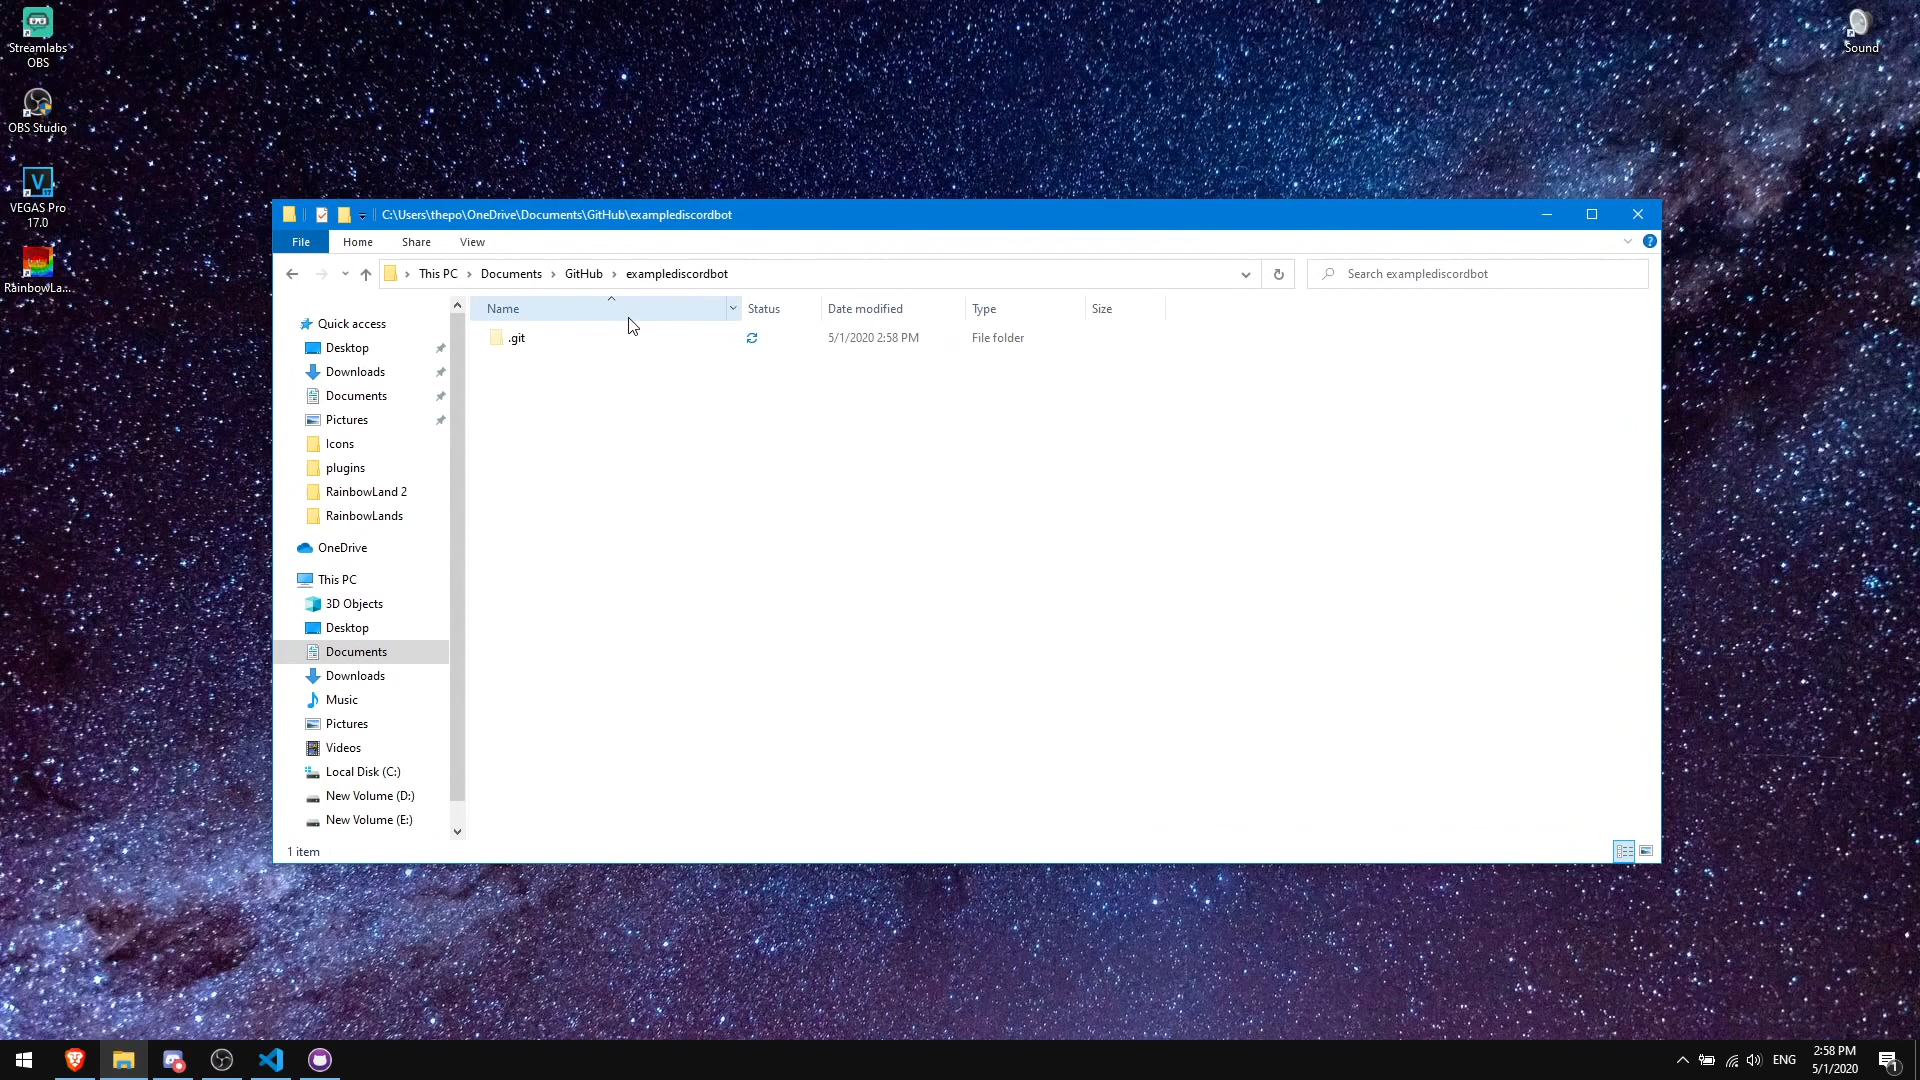 Streamlabs
OBS
OBS Studio
VEGAS Pro
17.0
RainbowLa...
Sound
C:\Users\thepo\OneDrive\Documents\GitHub\examplediscordbot
File
Home
Share
View
?
This PC
Documents
GitHub
examplediscordbot
Search examplediscordbot
Name
Status
Date modified
Type
Size
.git
5/1/2020 2:58 PM
File folder
Quick access
Desktop
Downloads
Documents
Pictures
Icons
plugins
RainbowLand 2
RainbowLands
OneDrive
This PC
3D Objects
Desktop
Documents
Downloads
Music
Pictures
Videos
Local Disk (C:)
New Volume (D:)
New Volume (E:)
1 item
ENG
2:58 PM
5/1/2020
1